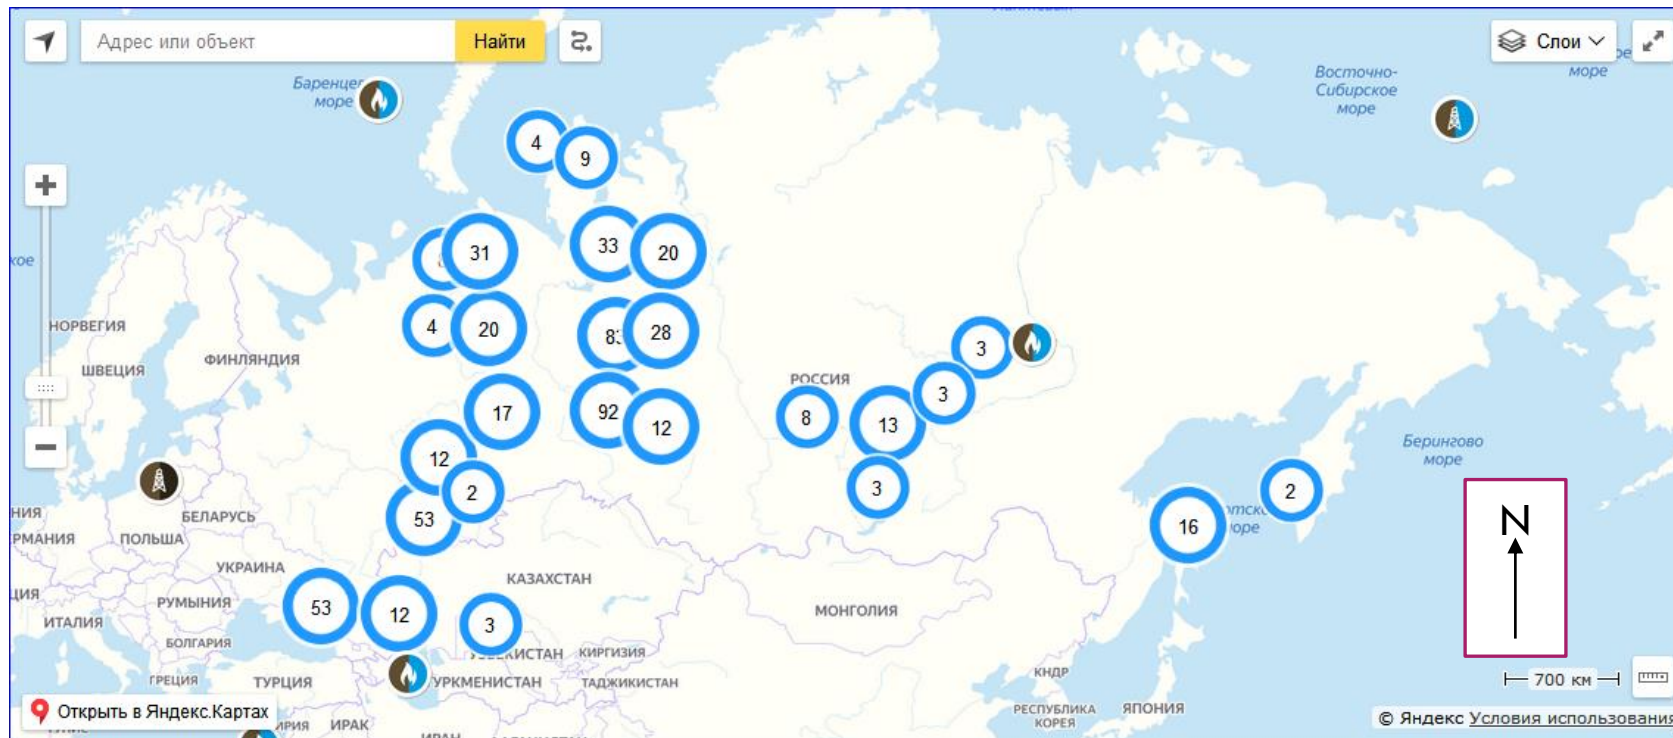 Адрес или объект
Найти
Слои
Баренцево
море
Восточно-
Сибирское
море
море
4
9
33
20
31
4
20
28
НОРВЕГИЯ
ШВЕЦИЯ
ФИНЛЯНДИЯ
РОССИЯ
3
3
17
92
12
8
13
12
2
3
53
2
16
Берингово
море
N
БЕЛАРУСЬ
ПОЛЬША
УКРАИНА
КАЗАХСТАН
РУМЫНИЯ
МОНГОЛИЯ
53
12
3
ИТАЛИЯ
БОЛГАРИЯ
КИРГИЗИЯ
ГРЕЦИЯ
ТУРЦИЯ
ТАДЖИКИСТАН
КНДР
700 км
Открыть в Яндекс.Картах
ИРАК
РЕСПУБЛИКА
КОРЕЯ
ЯПОНИЯ
© Яндекс Условия использования